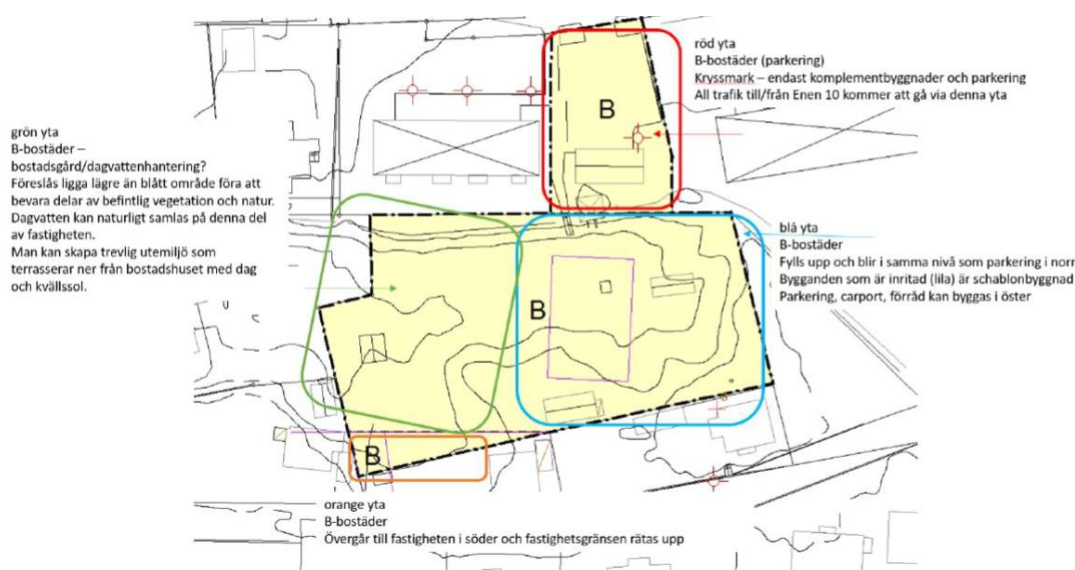 röd yta
B-bostäder (parkering)
Kryssmark – endast komplementbyggnader och parkering
All trafik till/från Enen 10 kommer att gå via denna yta
B
grön yta
B-bostäder –
bostadsgård/dagvattenhantering?
Föreslås ligga lägre än blått område föra att
bevara delar av befintlig vegetation och natur.
Dagvatten kan naturligt samlas på denna del
av fastigheten.
Man kan skapa trevlig utemiljö som
terrasserar ner från bostadshuset med dag
och kvällssol.
blå yta
B-bostäder
Fylls upp och blir i samma nivå som parkering i norr
Bygganden som är inritad (lila) är schablonbyggnad
Parkering, carport, förråd kan byggas i öster
B
B
orange yta
B-bostäder
Övergår till fastigheten i söder och fastighetsgränsen rätas upp